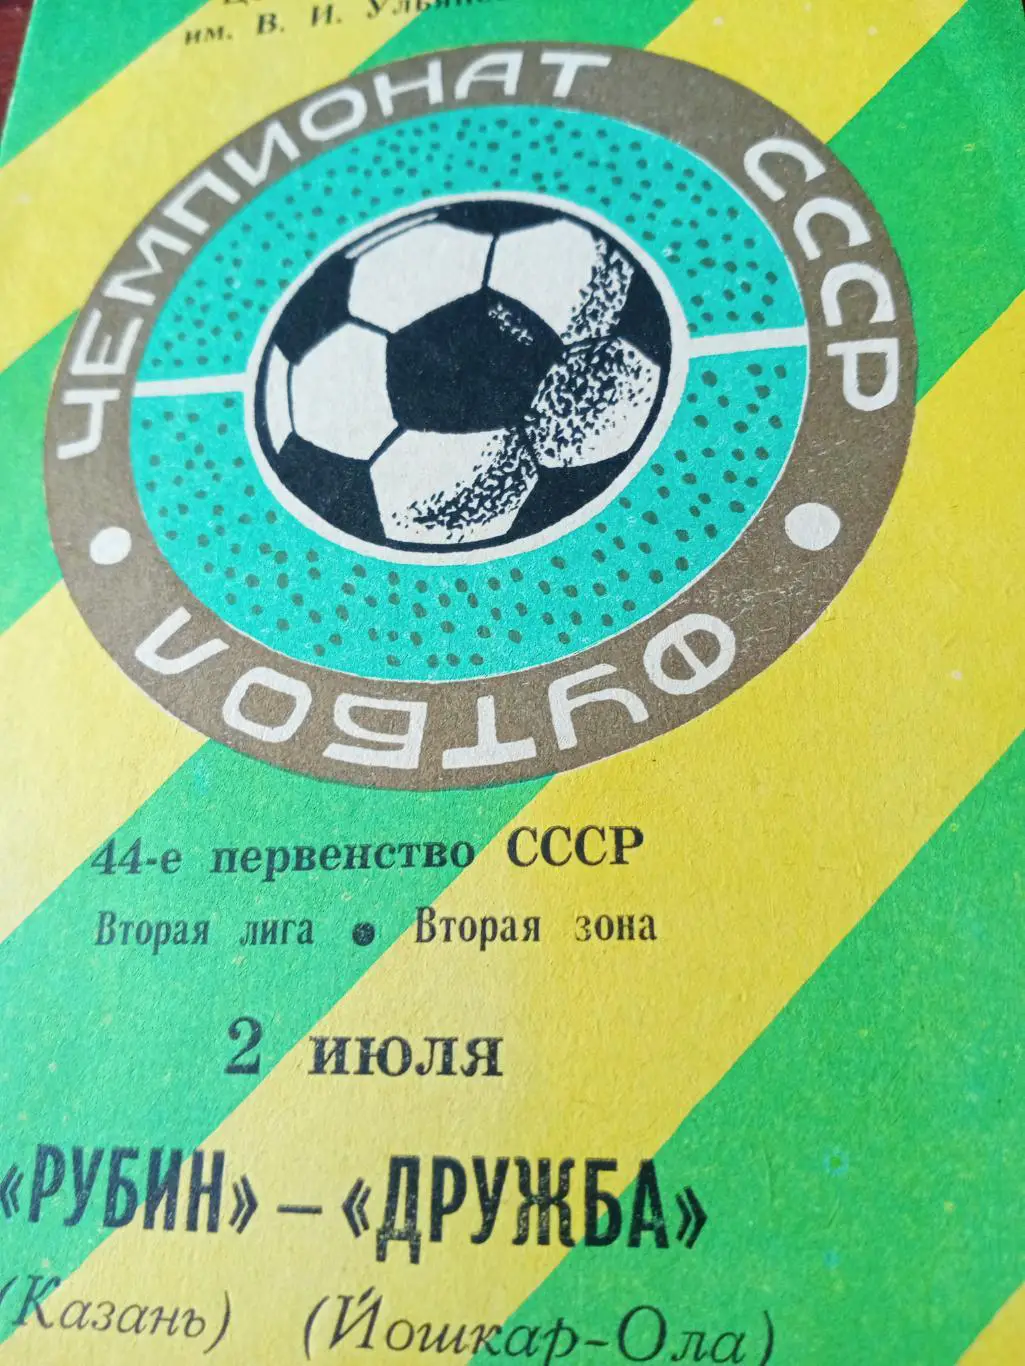 им. В. И.
ЧЕМПИОНАТ СССР
ФУТБОЛ
44-е первенство СССР
Вторая лига • Вторая зона
2 июля
«РУБИН» – «ДРУЖБА»
(Казань) (Йошкар-Ола)